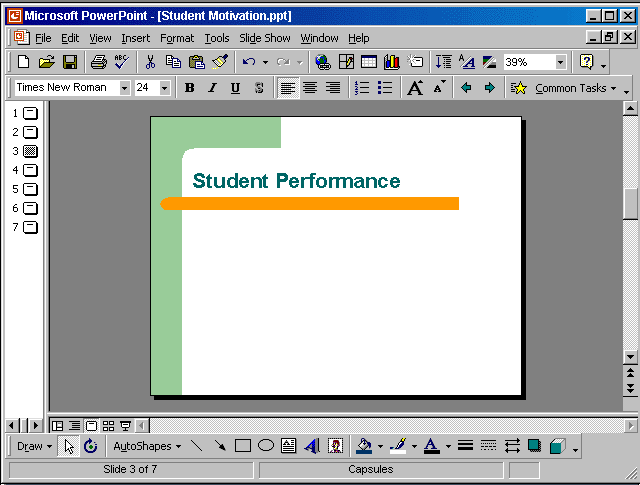 Microsoft PowerPoint - [Student Motivation.ppt]
File Edit View Insert Format Tools Slide Show Window Help
ABC 39% ?
Times New Roman 24 B I U S A A Common Tasks
1
2
3
4
5
6
7
Student Performance
Draw AutoShapes A A
Slide 3 of 7 Capsules